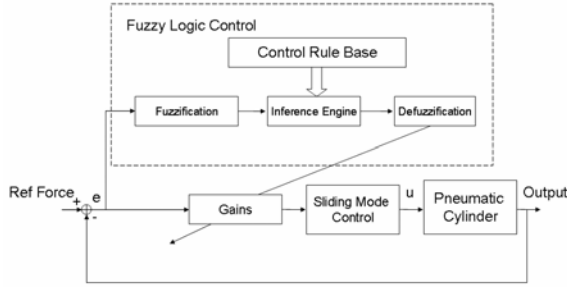 Fuzzy Logic Control
Control Rule Base
Fuzzification
Inference Engine
Defuzzification
Ref Force
+
e
-
Gains
Sliding Mode
Control
u
Pneumatic
Cylinder
Output